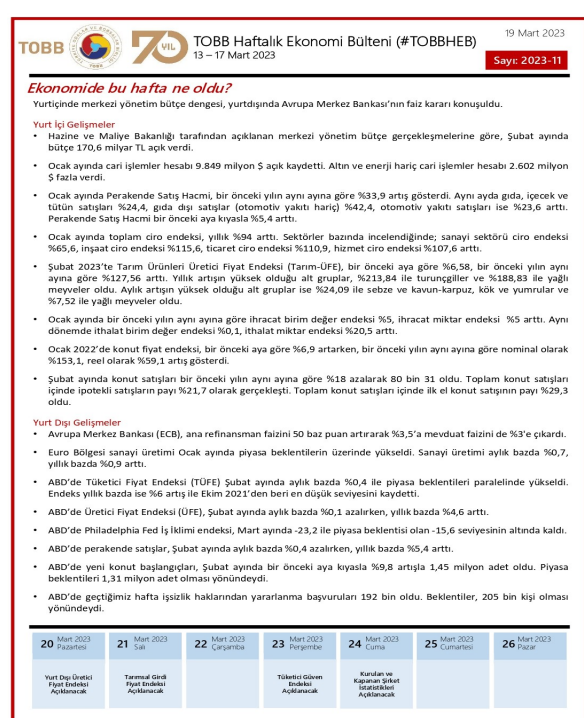 TOBB
70 YIL
TOBB Haftalık Ekonomi Bülteni (#TOBBHEB)
13 – 17 Mart 2023
19 Mart 2023
Sayı: 2023-11
Ekonomide bu hafta ne oldu?
Yurtiçinde merkezi yönetim bütçe dengesi, yurtdışında Avrupa Merkez Bankası'nın faiz kararı konuşuldu.
Yurt İçi Gelişmeler
• Hazine ve Maliye Bakanlığı tarafından açıklanan merkezi yönetim bütçe gerçekleşmelerine göre, Şubat ayında
bütçe 170,6 milyar TL açık verdi.
• Ocak ayında cari işlemler hesabı 9.849 milyon $ açık kaydetti. Altın ve enerji hariç cari işlemler hesabı 2.602 milyon
$ fazla verdi.
• Ocak ayında Perakende Satış Hacmi, bir önceki yılın aynı ayına göre %33,9 artış gösterdi. Aynı ayda gıda, içecek ve
tütün satışları %24,4, gıda dışı satışlar (otomotiv yakıtı hariç) %42,4, otomotiv yakıtı satışları ise %23,6 arttı.
Perakende Satış Hacmi bir önceki aya kıyasla %5,4 arttı.
• Ocak ayında toplam ciro endeksi, yıllık %94 arttı. Sektörler bazında incelendiğinde; sanayi sektörü ciro endeksi
%65,6, inşaat ciro endeksi %115,6, ticaret ciro endeksi %110,9, hizmet ciro endeksi %107,6 arttı.
• Şubat 2023'te Tarım Ürünleri Üretici Fiyat Endeksi (Tarım-ÜFE), bir önceki aya göre %6,58, bir önceki yılın aynı
ayına göre %127,56 arttı. Yıllık artışın yüksek olduğu alt gruplar, %213,84 ile turunçgiller ve %188,83 ile yağlı
meyveler oldu. Aylık artışın yüksek olduğu alt gruplar ise %24,09 ile sebze ve kavun-karpuz, kök ve yumrular ve
%7,52 ile yağlı meyveler oldu.
• Ocak ayında bir önceki yılın aynı ayına göre ihracat birim değer endeksi %5, ihracat miktar endeksi %5 arttı. Aynı
dönemde ithalat birim değer endeksi %0,1, ithalat miktar endeksi %20,5 arttı.
• Ocak 2022'de konut fiyat endeksi, bir önceki aya göre %6,9 artarken, bir önceki yılın aynı ayına göre nominal olarak
%153,1, reel olarak %59,1 artış gösterdi.
• Şubat ayında konut satışları bir önceki yılın aynı ayına göre %18 azalarak 80 bin 31 oldu. Toplam konut satışları
içinde ipotekli satışların payı %21,7 olarak gerçekleşti. Toplam konut satışları içinde ilk el konut satışının payı %29,3
oldu.
Yurt Dışı Gelişmeler
• Avrupa Merkez Bankası (ECB), ana refinansman faizini 50 baz puan artırarak %3,5'a mevduat faizini de %3'e çıkardı.
• Euro Bölgesi sanayi üretimi Ocak ayında piyasa beklentilerin üzerinde yükseldi. Sanayi üretimi aylık bazda %0,7,
yıllık bazda %0,9 arttı.
• ABD'de Tüketici Fiyat Endeksi (TÜFE) Şubat ayında aylık bazda %0,4 ile piyasa beklentileri paralelinde yükseldi.
Endeks yıllık bazda ise %6 artış ile Ekim 2021'den beri en düşük seviyesini kaydetti.
• ABD'de Üretici Fiyat Endeksi (ÜFE), Şubat ayında aylık bazda %0,1 azalırken, yıllık bazda %4,6 arttı.
• ABD'de Philadelphia Fed İş İklimi endeksi, Mart ayında -23,2 ile piyasa beklentisi olan -15,6 seviyesinin altında kaldı.
• ABD'de perakende satışlar, Şubat ayında aylık bazda %0,4 azalırken, yıllık bazda %5,4 arttı.
• ABD'de yeni konut başlangıçları, Şubat ayında bir önceki aya kıyasla %9,8 artışla 1,45 milyon adet oldu. Piyasa
beklentileri 1,31 milyon adet olması yönündeydi.
• ABD'de geçtiğimiz hafta işsizlik haklarından yararlanma başvuruları 192 bin oldu. Beklentiler, 205 bin kişi olması
yönündeydi.
20 Mart 2023 Pazartesi
21 Mart 2023 Salı
22 Mart 2023 Çarşamba
23 Mart 2023 Perşembe
24 Mart 2023 Cuma
25 Mart 2023 Cumartesi
26 Mart 2023 Pazar
Yurt Dışı Üretici
Fiyat Endeksi
Açıklanacak
Tarımsal Girdi
Fiyat Endeksi
Açıklanacak
Tüketici Güven
Endeksi
Açıklanacak
Kurulan ve
Kapanan Şirket
İstatistikleri
Açıklanacak